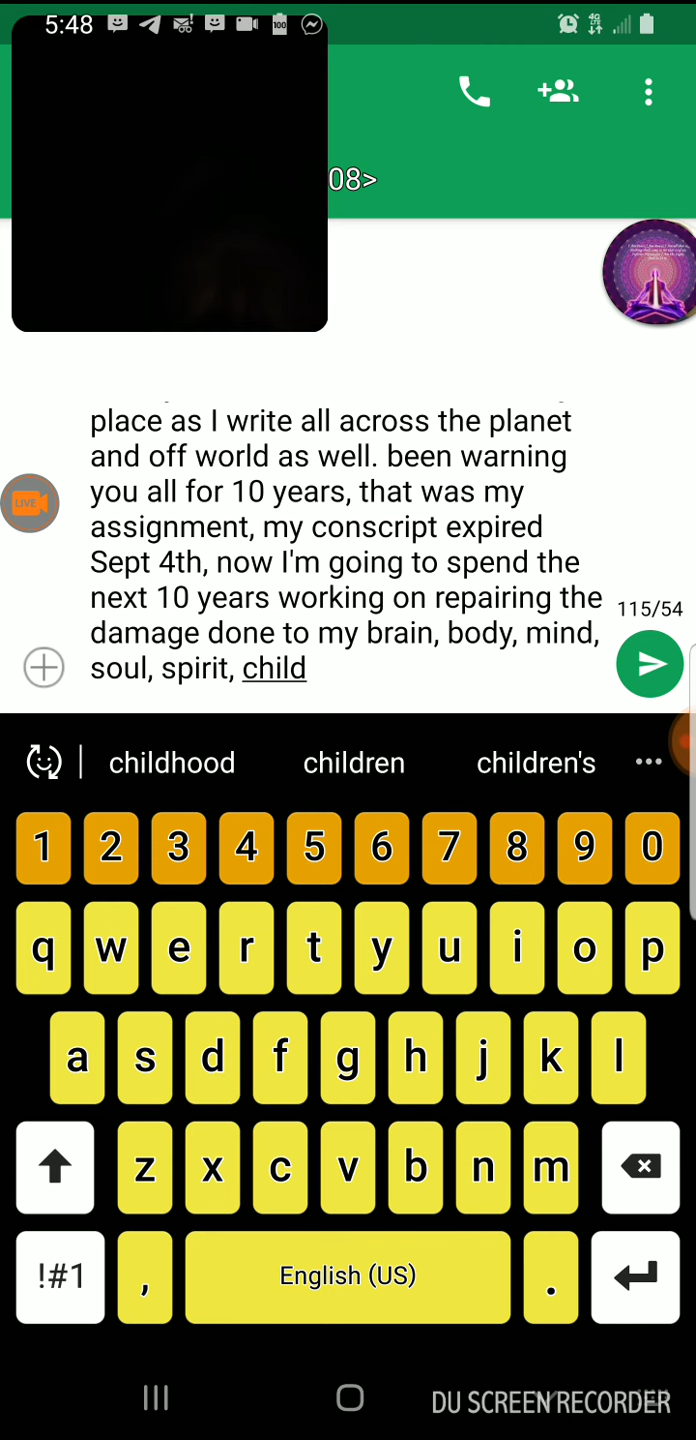 5:48
08>
place as I write all across the planet
and off world as well. been warning
you all for 10 years, that was my
assignment, my conscript expired
Sept 4th, now I'm going to spend the
next 10 years working on repairing the
damage done to my brain, body, mind,
soul, spirit, child
115/54
LIVE
childhood children children's
1 2 3 4 5 6 7 8 9 0
q w e r t y u i o p
a s d f g h j k l
z x c v b n m
!#1 , English (US) .
DU SCREEN RECORDER